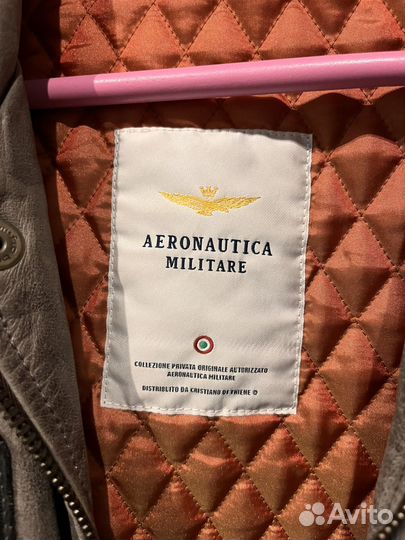 AERONAUTICA
MILITARE
COLLEZIONE PRIVATA ORIGINALE AUTORIZZATO
AERONAUTICA MILITARE
DISTRIBUITO DA CRISTIANO DI THIENE ®
Avito